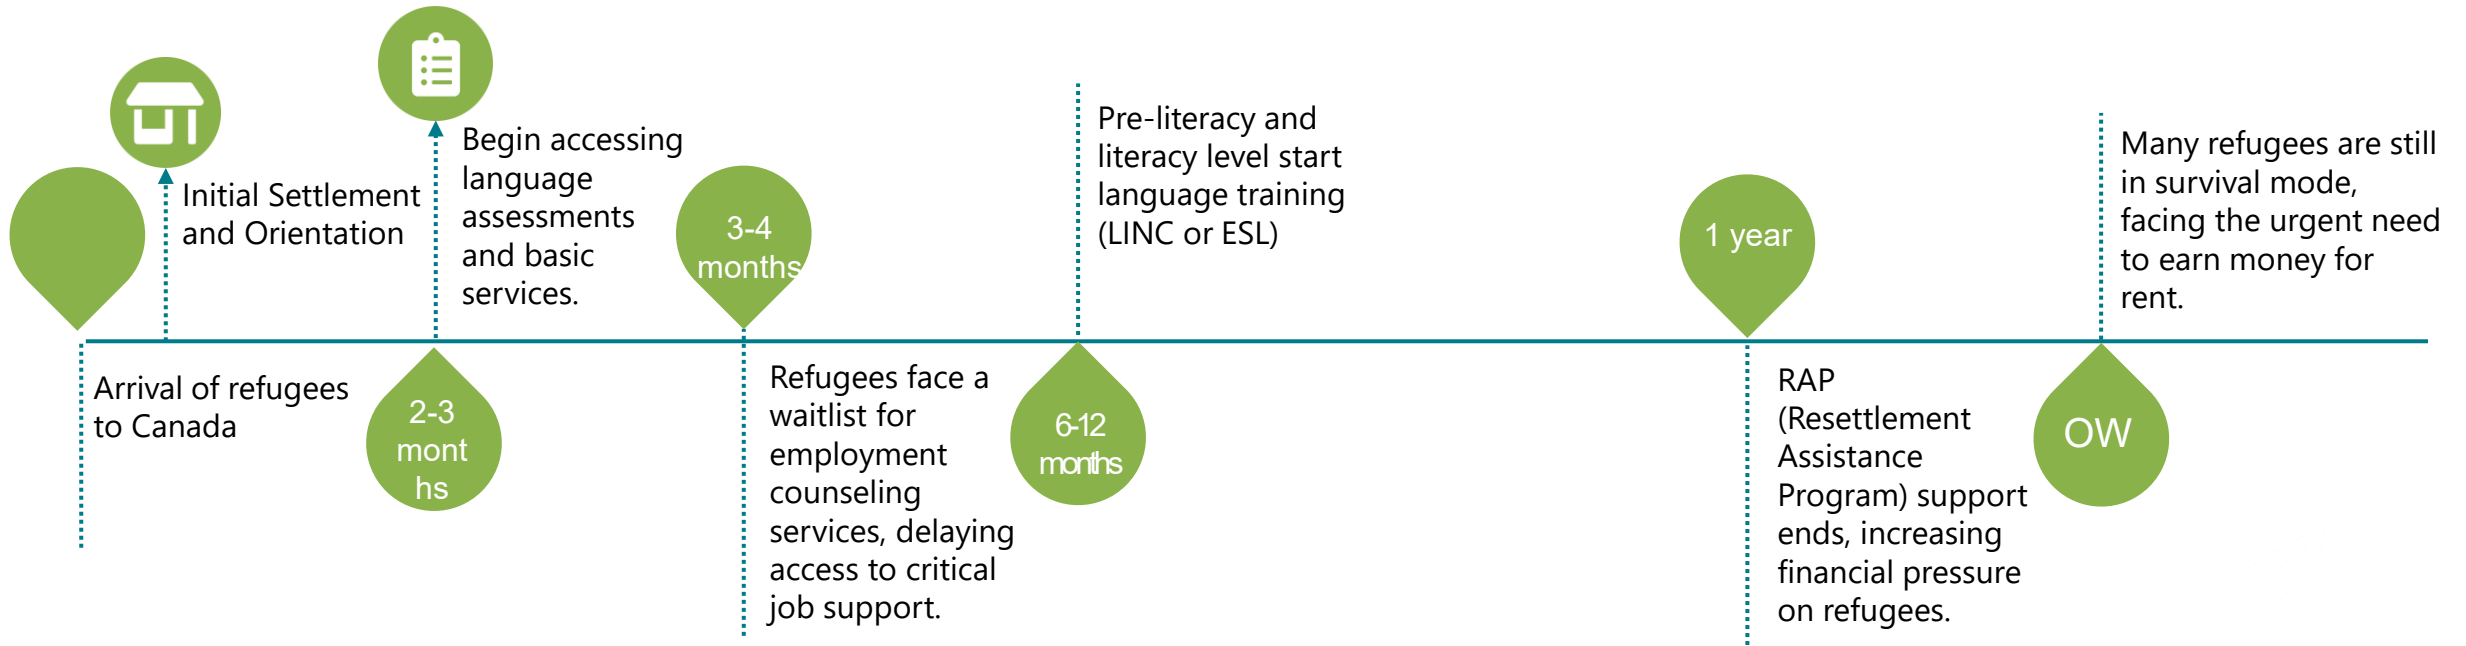 Arrival of refugees
to Canada
Initial Settlement
and Orientation
2-3
mont
hs
Begin accessing
language
assessments
and basic
services.
3-4
months
Refugees face a
waitlist for
employment
counseling
services, delaying
access to critical
job support.
6-12
months
Pre-literacy and
literacy level start
language training
(LINC or ESL)
1 year
RAP
(Resettlement
Assistance
Program) support
ends, increasing
financial pressure
on refugees.
OW
Many refugees are still
in survival mode,
facing the urgent need
to earn money for
rent.